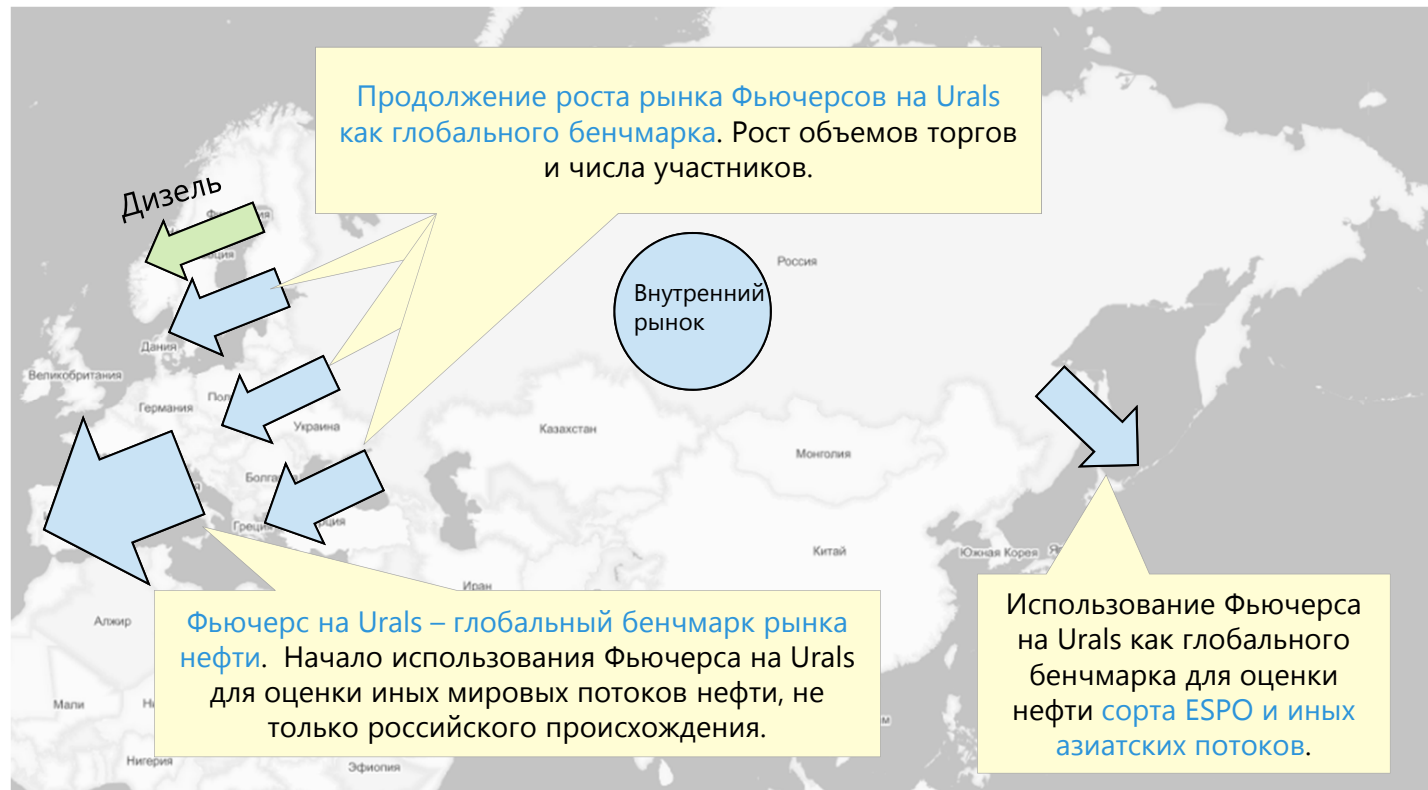 Продолжение роста рынка Фьючерсов на Urals
как глобального бенчмарка. Рост объемов торгов
и числа участников.
Дизель
Россия
Внутренний
рынок
Дания
Великобритания
Германия
Украина
Казахстан
Монголия
Китай
Южная Корея
Иран
Алжир
Мали
Нигерия
Эфиопия
Фьючерс на Urals – глобальный бенчмарк рынка
нефти. Начало использования Фьючерса на Urals
для оценки иных мировых потоков нефти, не
только российского происхождения.
Использование Фьючерса
на Urals как глобального
бенчмарка для оценки
нефти сорта ESPO и иных
азиатских потоков.